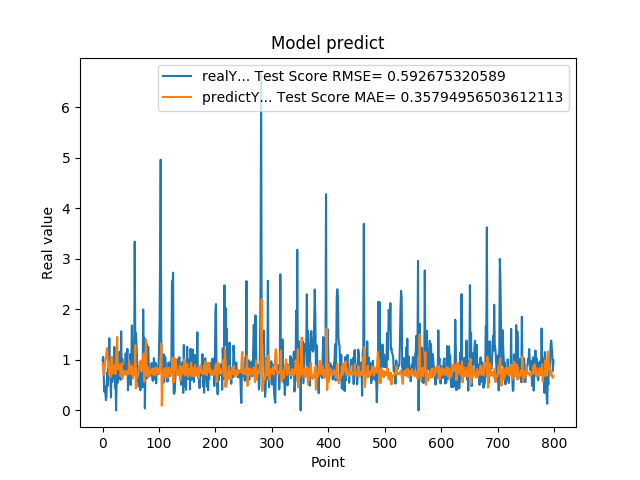 Model predict
realY... Test Score RMSE= 0.592675320589
predictY... Test Score MAE= 0.35794956503612113
6
5
4
3
2
1
0
Real value
0 100 200 300 400 500 600 700 800
Point